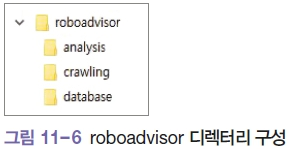 roboadvisor
analysis
crawling
database
그림 11-6 roboadvisor 디렉터리 구성